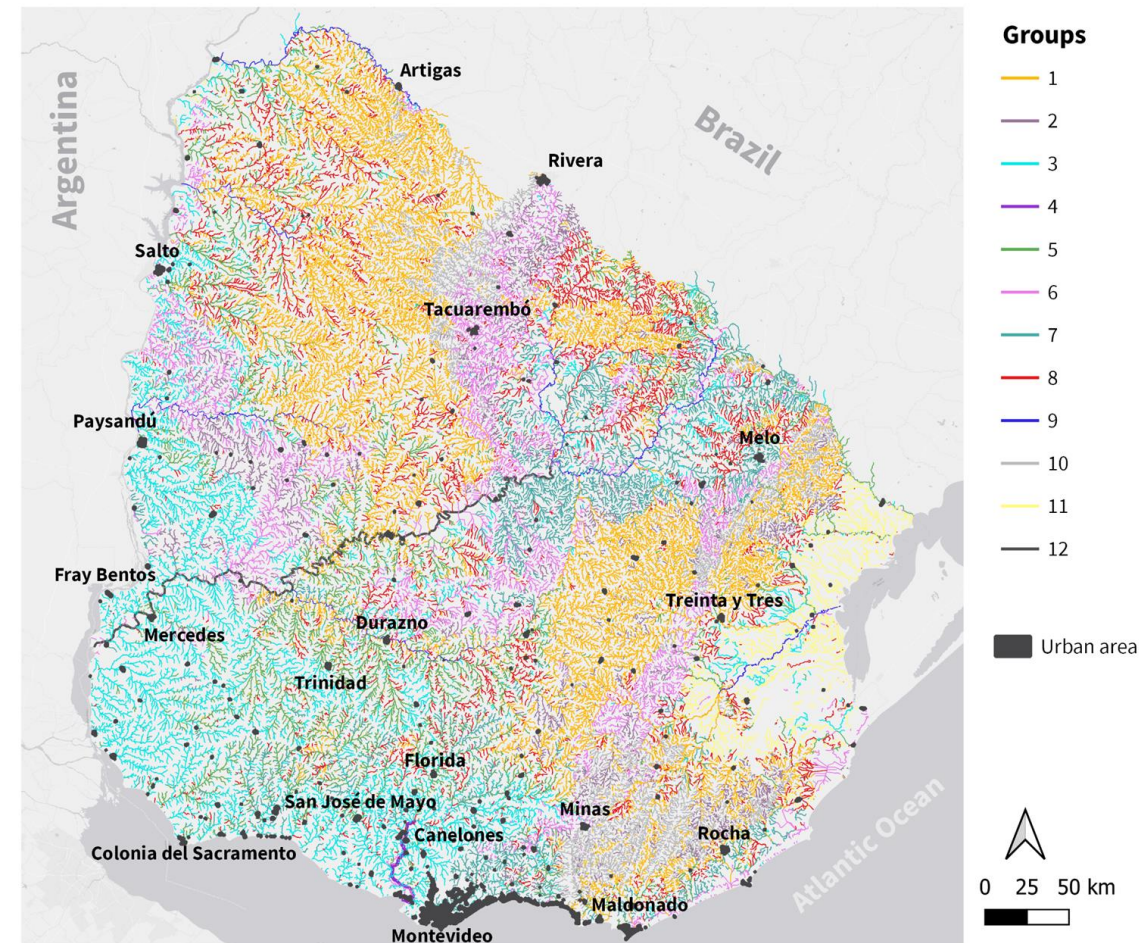 Groups
1
2
3
4
5
6
7
8
9
10
11
12
Urban area
Argentina
Brazil
Artigas
Rivera
Salto
Tacuarembó
Paysandú
Melo
Fray Bentos
Mercedes
Durazno
Treinta y Tres
Trinidad
Florida
San José de Mayo
Minas
Canelones
Rocha
Colonia del Sacramento
Maldonado
Montevideo
Atlantic Ocean
0 25 50 km